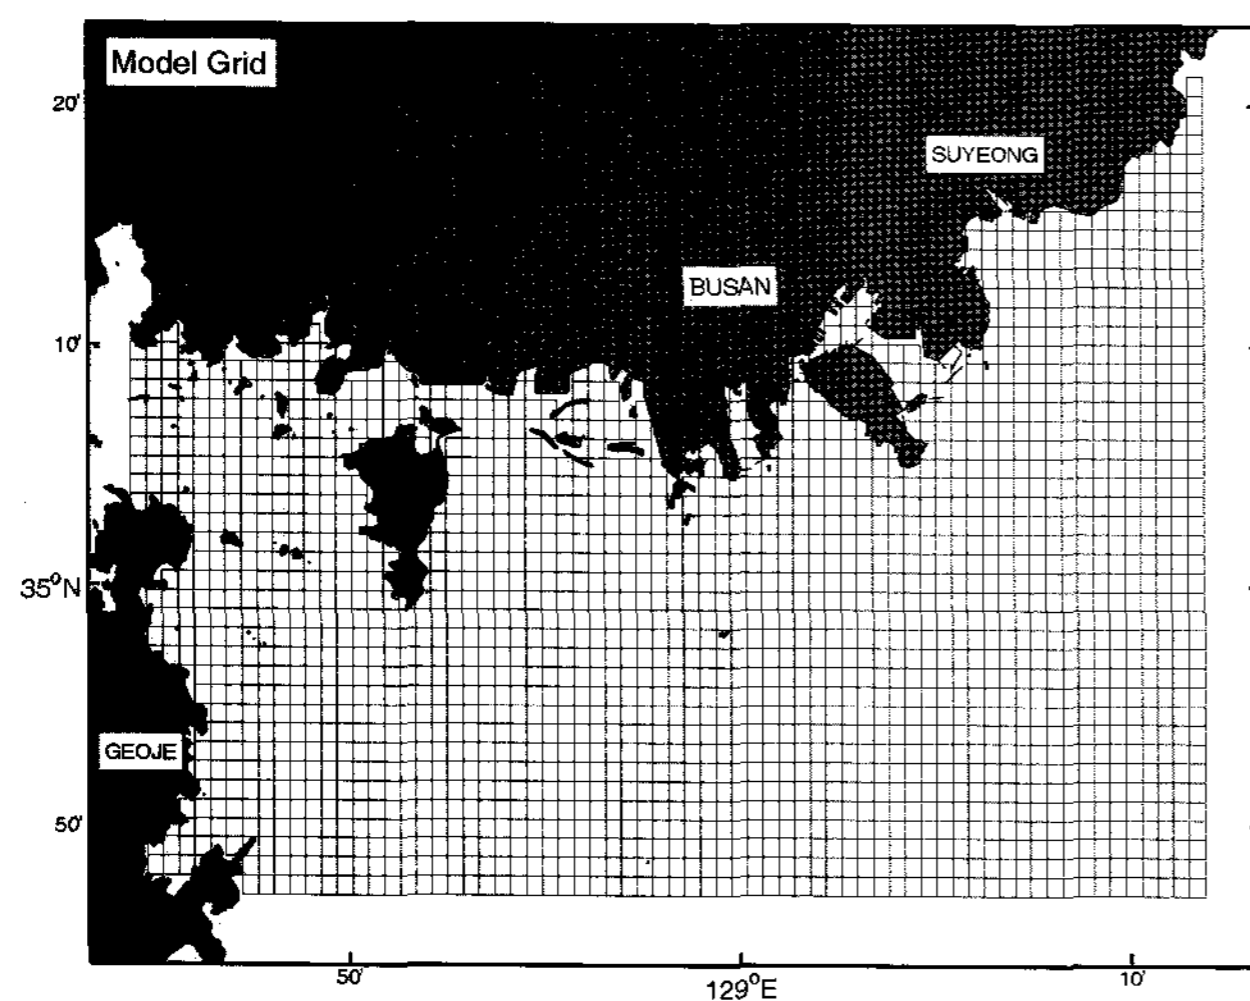 Model Grid
20'
SUYEONG
BUSAN
10'
35°N
GEOJE
50'
50'
129°E
10'